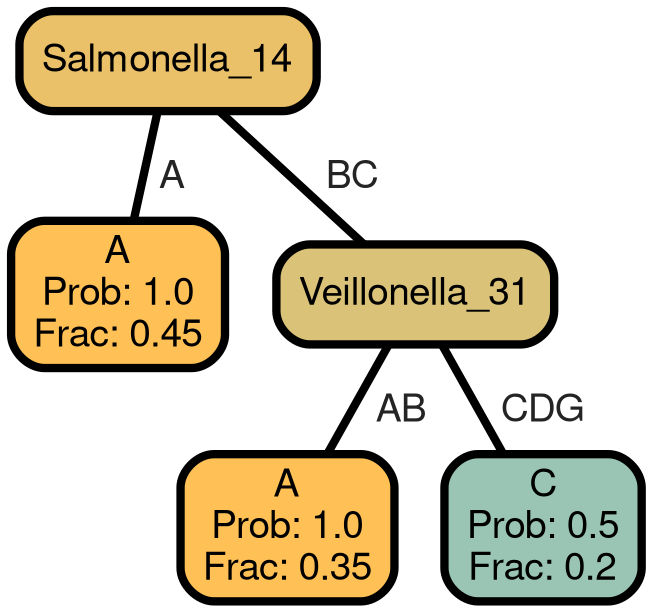 Salmonella_14
A
BC
A
Prob: 1.0
Frac: 0.45
Veillonella_31
AB
CDG
A
Prob: 1.0
Frac: 0.35
C
Prob: 0.5
Frac: 0.2